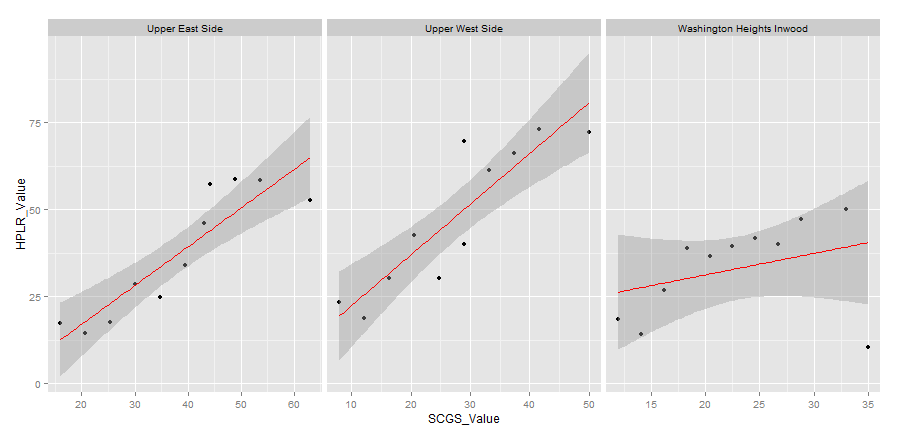 Upper East Side Upper West Side Washington Heights Inwood
HPLR_Value
75
50
25
0
20 30 40 50 60 10 20 30 40 50 15 20 25 30 35
SCGS_Value